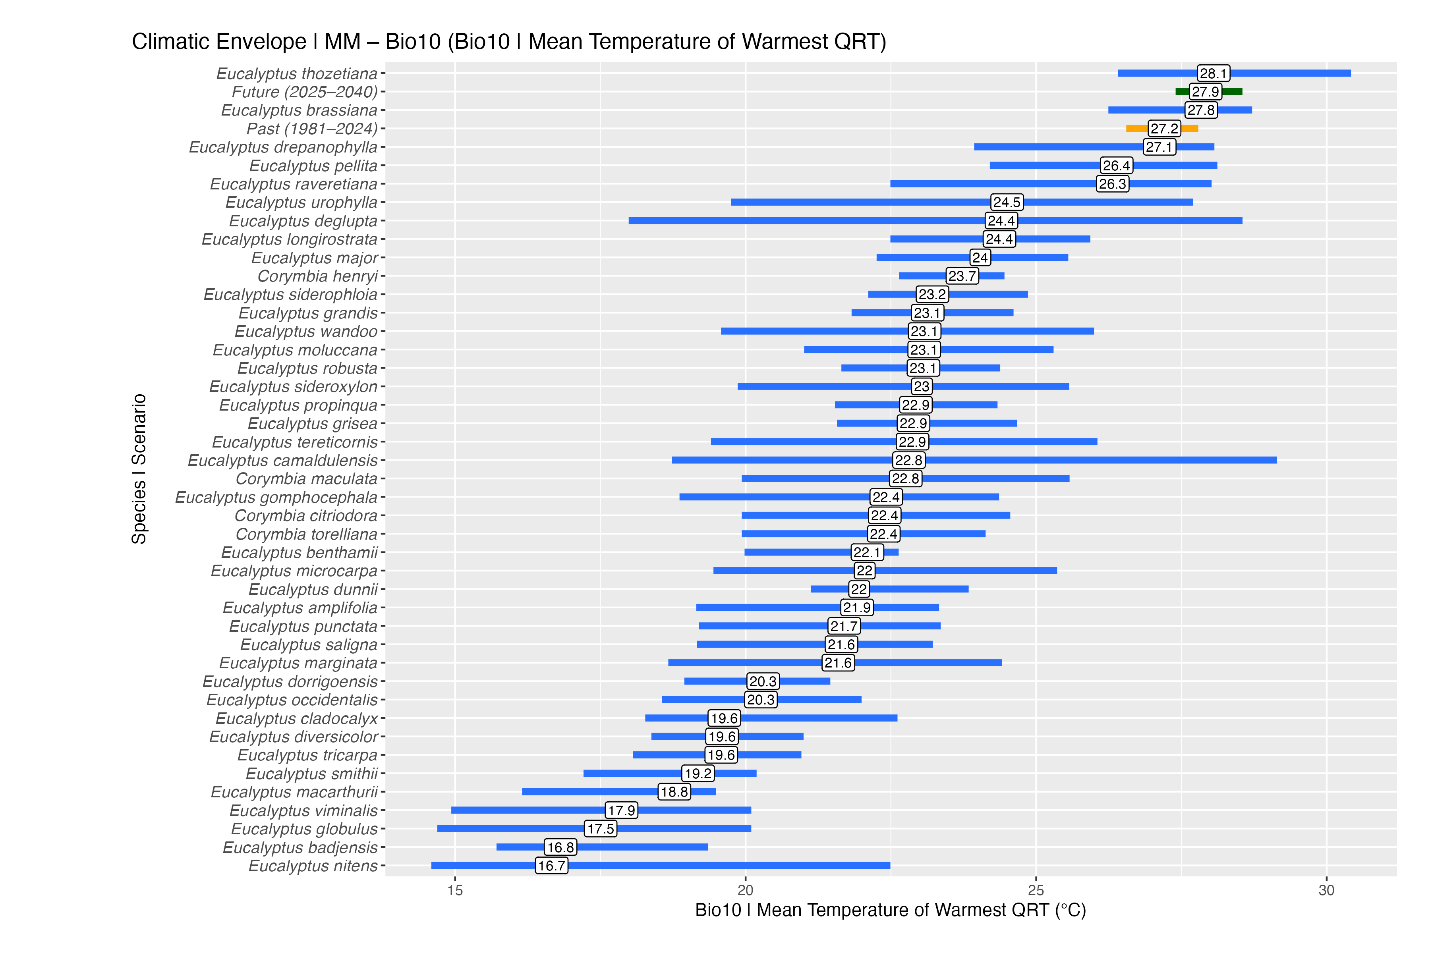 Climatic Envelope | MM – Bio10 (Bio10 | Mean Temperature of Warmest QRT)
Eucalyptus thozetiana 28.1
Future (2025–2040) 27.9
Eucalyptus brassiana 27.8
Past (1981–2024) 27.2
Eucalyptus drepanophylla 27.1
Eucalyptus pellita 26.4
Eucalyptus raveretiana 26.3
Eucalyptus urophylla 24.5
Eucalyptus deglupta 24.4
Eucalyptus longirostrata 24.4
Eucalyptus major 24
Corymbia henryi 23.7
Eucalyptus siderophloia 23.2
Eucalyptus grandis 23.1
Eucalyptus wandoo 23.1
Eucalyptus moluccana 23.1
Eucalyptus robusta 23.1
Eucalyptus sideroxylon 23
Eucalyptus propinqua 22.9
Eucalyptus grisea 22.9
Eucalyptus tereticornis 22.9
Eucalyptus camaldulensis 22.8
Corymbia maculata 22.8
Eucalyptus gomphocephala 22.4
Corymbia citriodora 22.4
Corymbia torelliana 22.4
Eucalyptus benthamii 22.1
Eucalyptus microcarpa 22
Eucalyptus dunnii 22
Eucalyptus amplifolia 21.9
Eucalyptus punctata 21.7
Eucalyptus saligna 21.6
Eucalyptus marginata 21.6
Eucalyptus dorrigoensis 20.3
Eucalyptus occidentalis 20.3
Eucalyptus cladocalyx 19.6
Eucalyptus diversicolor 19.6
Eucalyptus tricarpa 19.6
Eucalyptus smithii 19.2
Eucalyptus macarthurii 18.8
Eucalyptus viminalis 17.9
Eucalyptus globulus 17.5
Eucalyptus badjensis 16.8
Eucalyptus nitens 16.7
Species | Scenario
15 20 25 30
Bio10 | Mean Temperature of Warmest QRT (°C)